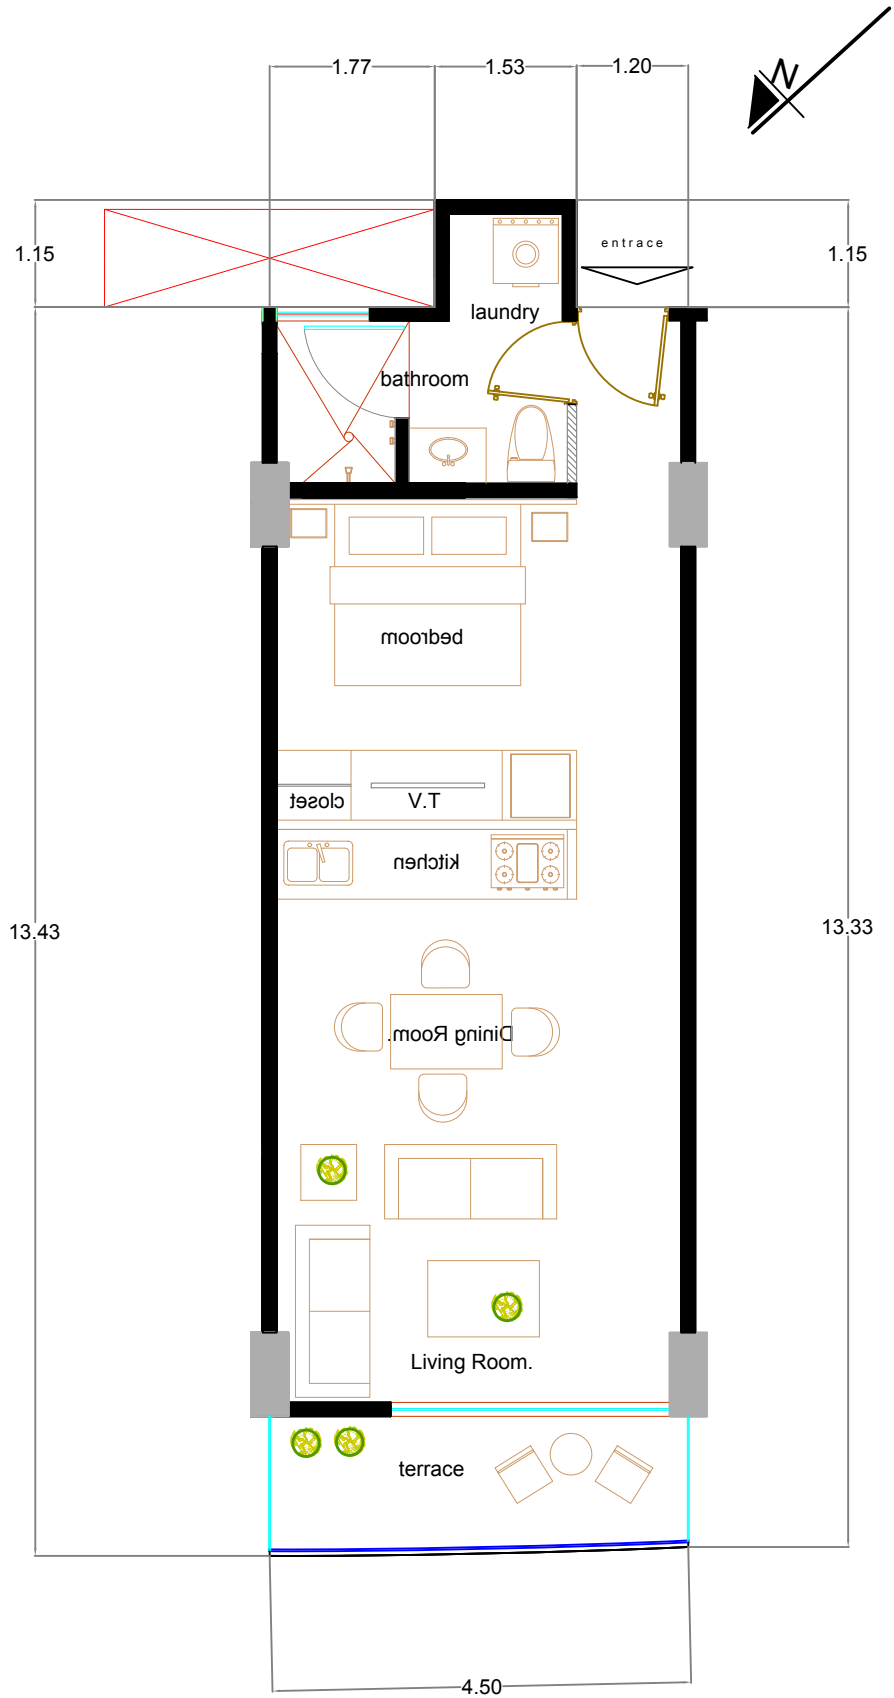 1.77
1.53
1.20
N
1.15
entrace
1.15
laundry
bathroom
bedroom
closet
T.V
kitchen
13.43
13.33
Dining Room.
Living Room.
terrace
4.50